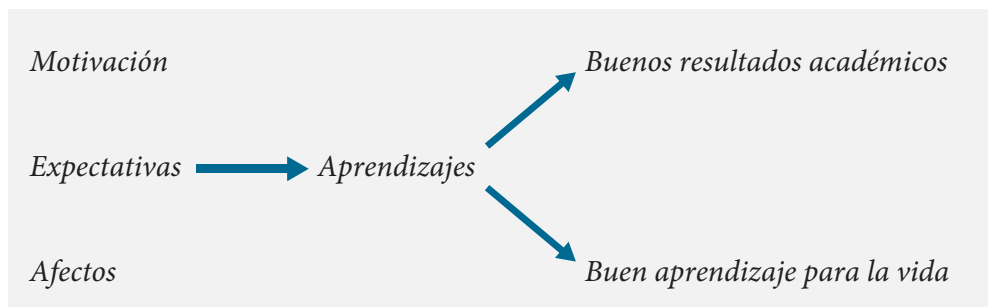 Motivación
Buenos resultados académicos
Expectativas
Aprendizajes
Afectos
Buen aprendizaje para la vida